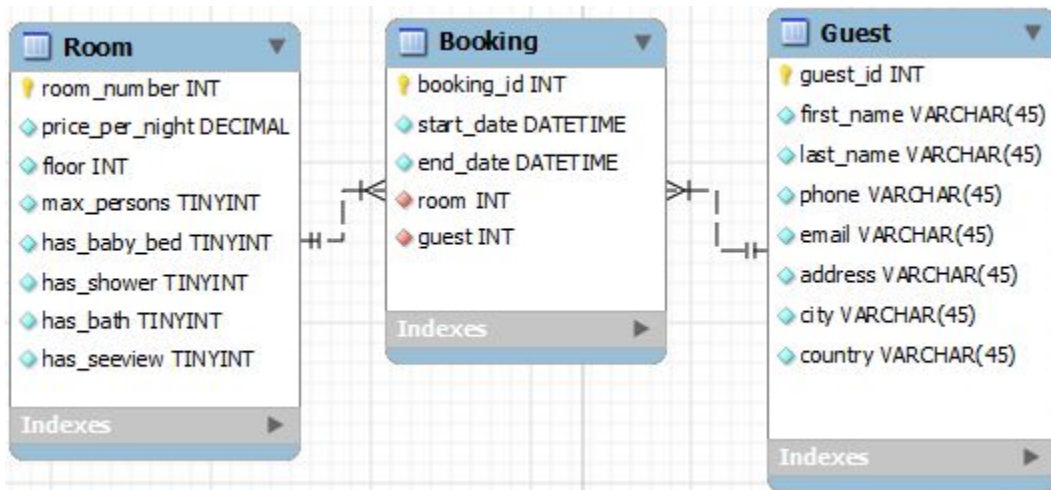 Room
room_number INT
price_per_night DECIMAL
floor INT
max_persons TINYINT
has_baby_bed TINYINT
has_shower TINYINT
has_bath TINYINT
has_seeview TINYINT
Indexes
Booking
booking_id INT
start_date DATETIME
end_date DATETIME
room INT
guest INT
Indexes
Guest
guest_id INT
first_name VARCHAR(45)
last_name VARCHAR(45)
phone VARCHAR(45)
email VARCHAR(45)
address VARCHAR(45)
city VARCHAR(45)
country VARCHAR(45)
Indexes